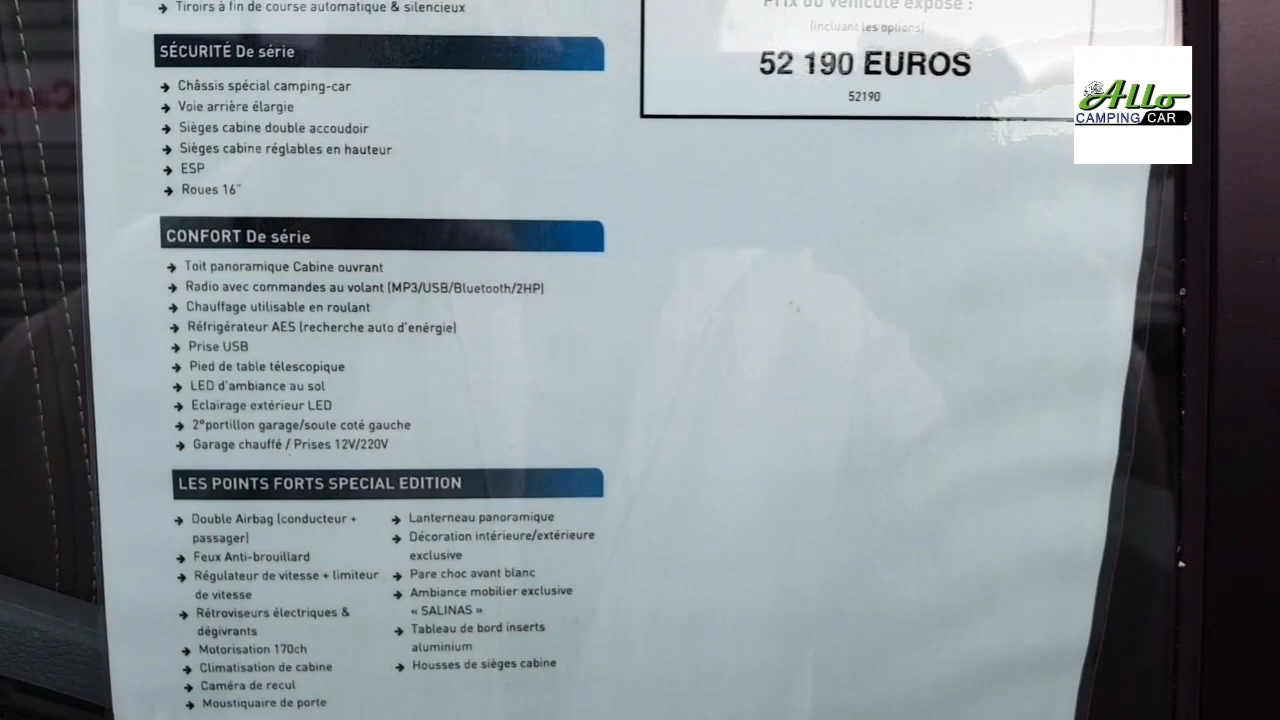 Tiroirs à fin de course automatique & silencieux
SÉCURITÉ De série
Châssis spécial camping-car
Voie arrière élargie
Sièges cabine double accoudoir
Sièges cabine réglables en hauteur
ESP
Roues 16"
CONFORT De série
Toit panoramique Cabine ouvrant
Radio avec commandes au volant (MP3/USB/Bluetooth/2HP)
Chauffage utilisable en roulant
Réfrigérateur AES (recherche auto d'énergie)
Prise USB
Pied de table télescopique
LED d'ambiance au sol
Eclairage extérieur LED
2°portillon garage/soute coté gauche
Garage chauffé / Prises 12V/220V
LES POINTS FORTS SPECIAL EDITION
Double Airbag (conducteur +
passager)
Feux Anti-brouillard
Régulateur de vitesse + limiteur
de vitesse
Rétroviseurs électriques &
dégivrants
Motorisation 170ch
Climatisation de cabine
Caméra de recul
Moustiquaire de porte
Lanterneau panoramique
Décoration intérieure/extérieure
exclusive
Pare choc avant blanc
Ambiance mobilier exclusive
« SALINAS »
Tableau de bord inserts
aluminium
Housses de sièges cabine
Prix du véhicule exposé :
(incluant les options)
52 190 EUROS
52190
Allo
CAMPING CAR